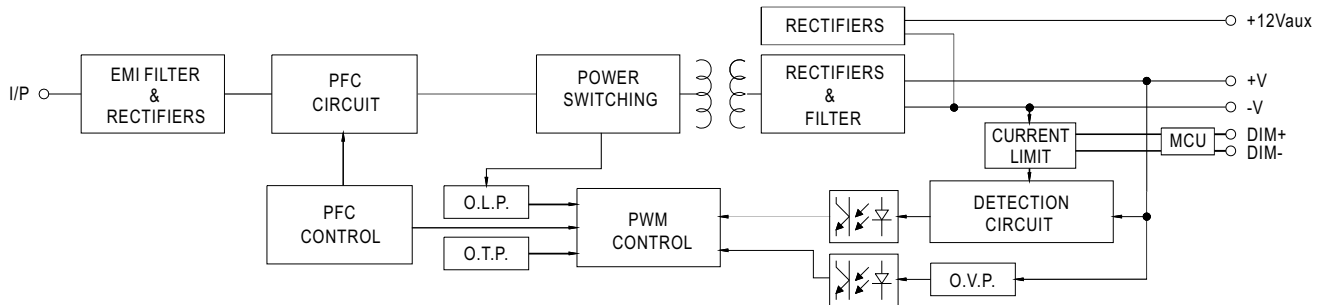 RECTIFIERS
+12Vaux
I/P
EMI FILTER
&
RECTIFIERS
PFC
CIRCUIT
POWER
SWITCHING
RECTIFIERS
&
FILTER
+V
-V
CURRENT
LIMIT
MCU
DIM+
DIM-
PFC
CONTROL
O.L.P.
O.T.P.
PWM
CONTROL
DETECTION
CIRCUIT
O.V.P.